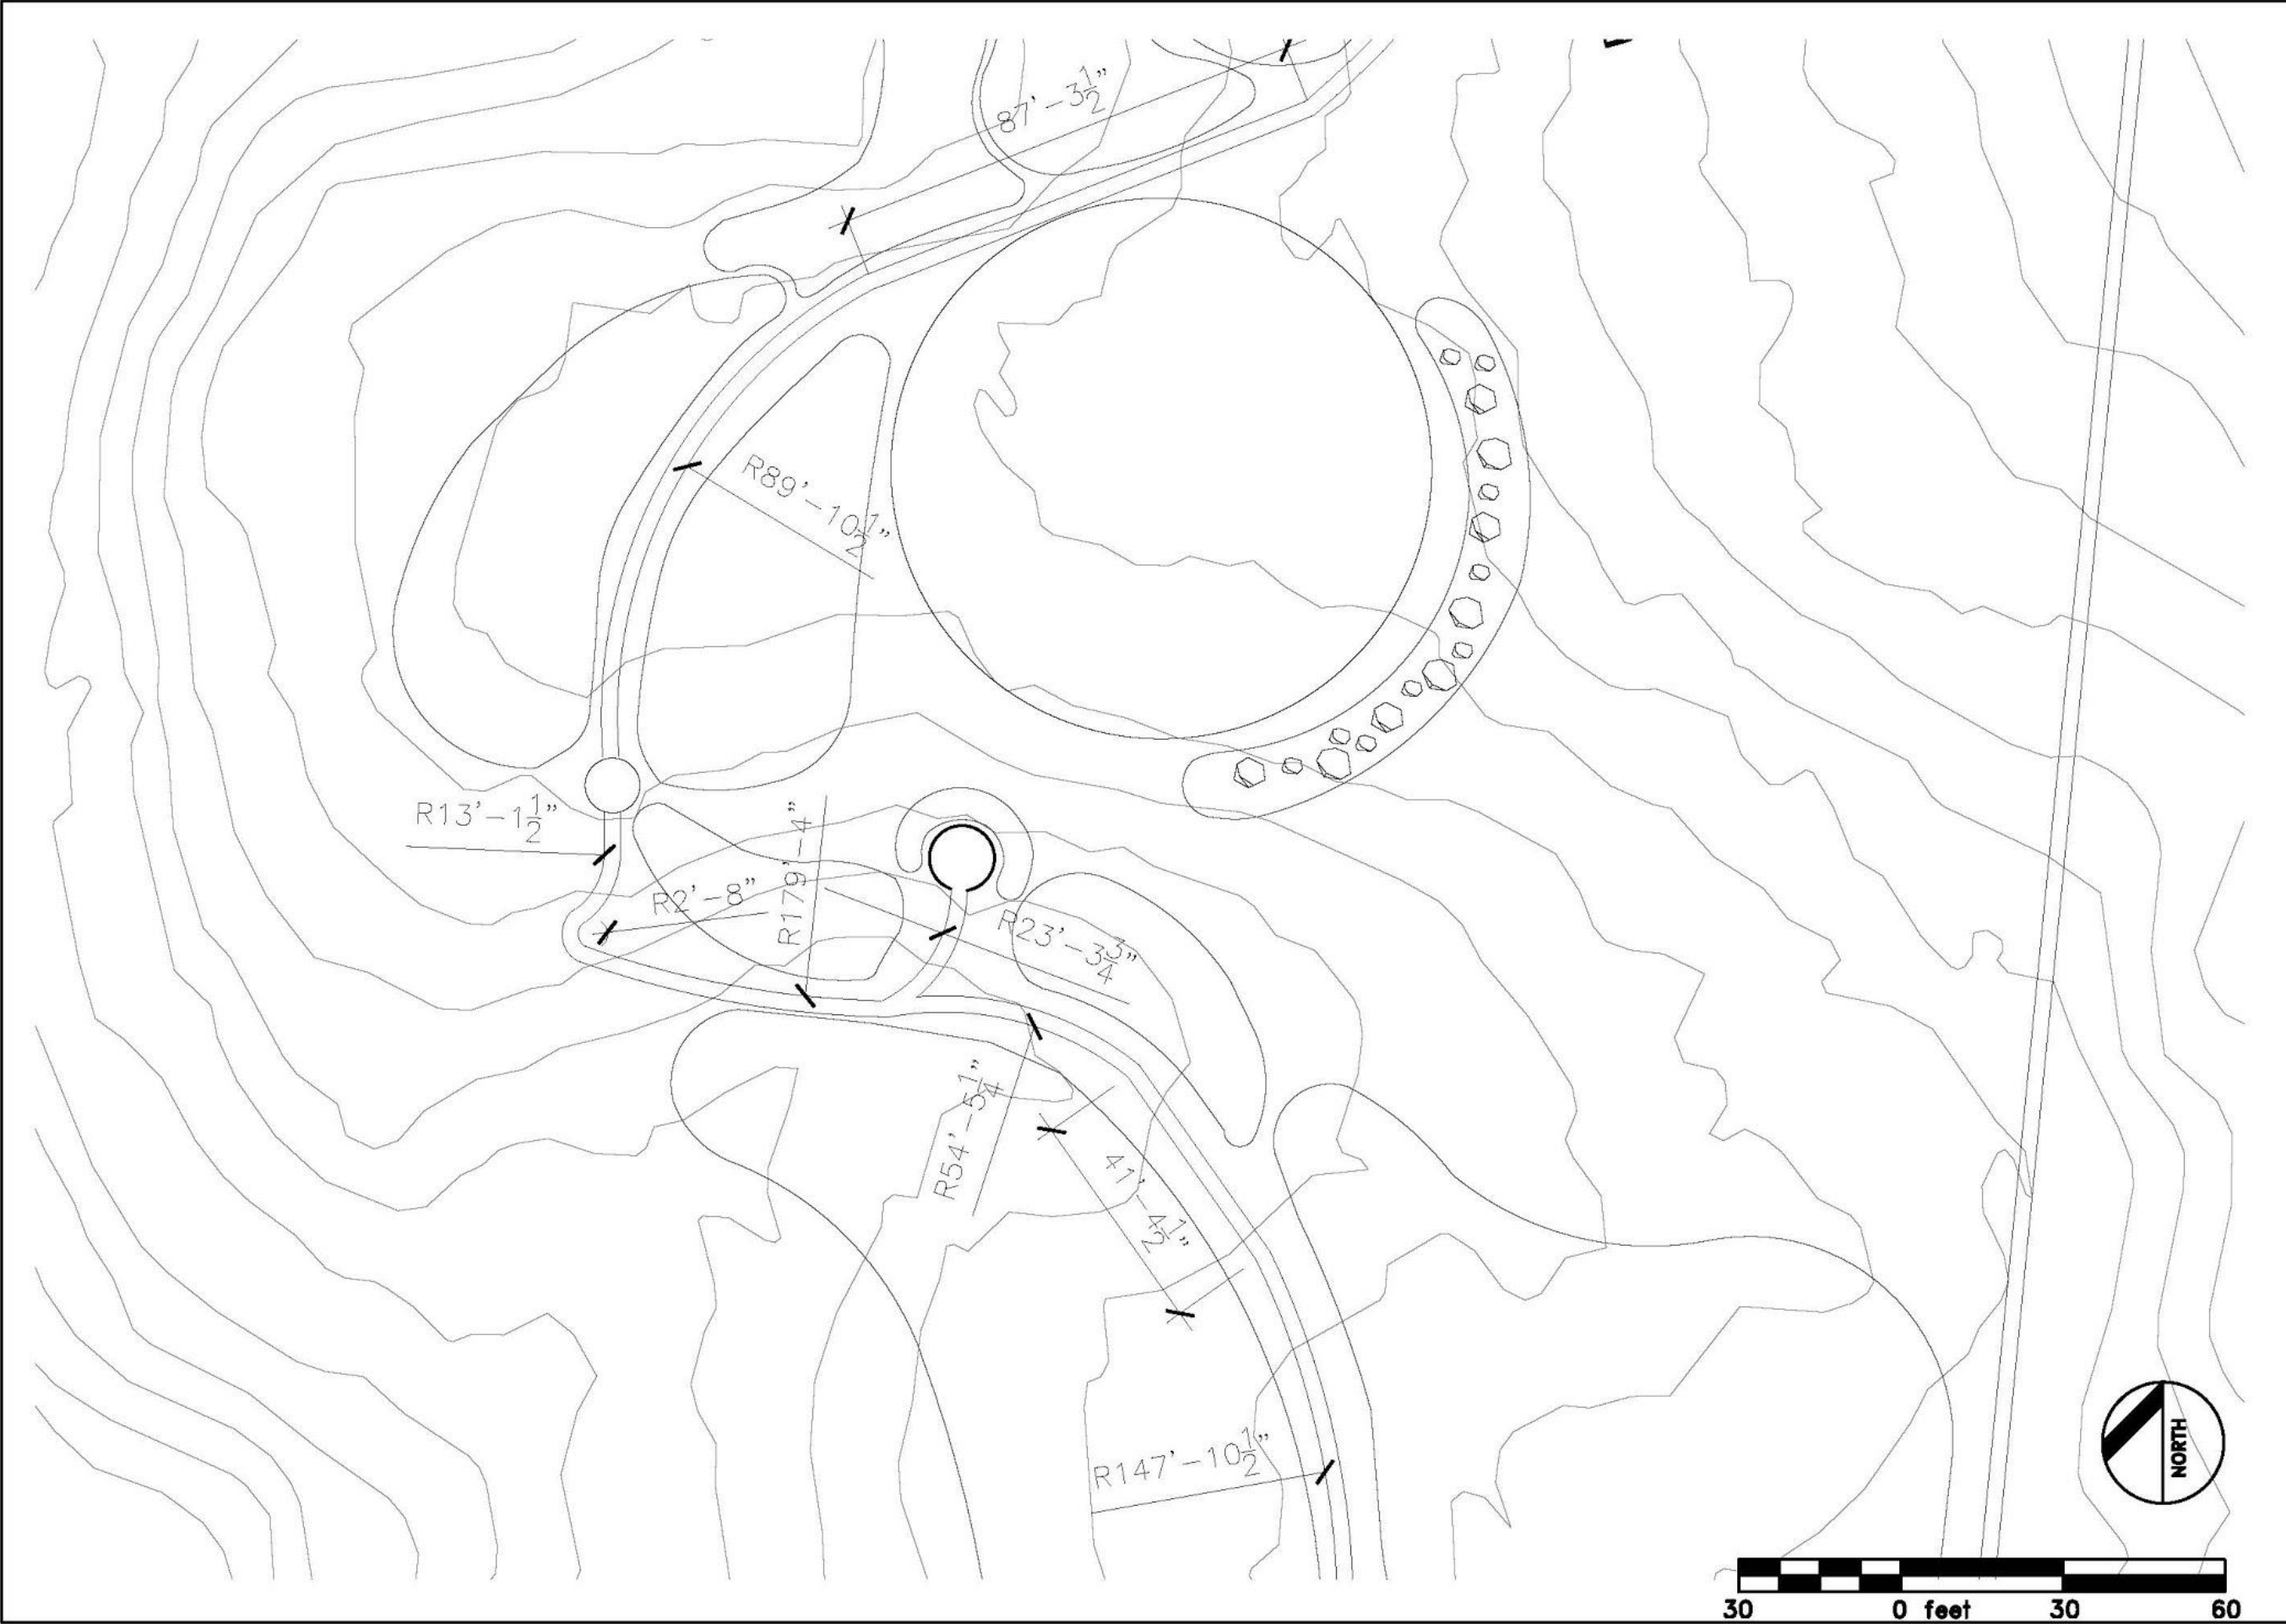 87'-3 1/2"
R89'-10 1/2"
R13'-1 1/2"
R2'-8"
R179'-4"
R23'-3 3/4"
R54'-5 1/4"
41'-4 1/2"
R147'-10 1/2"
NORTH
30 0 feet 30 60